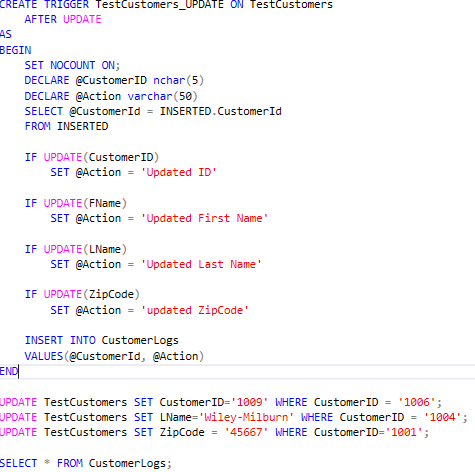 CREATE TRIGGER TestCustomers_UPDATE ON TestCustomers
AFTER UPDATE
AS
BEGIN
SET NOCOUNT ON;
DECLARE @CustomerID nchar(5)
DECLARE @Action varchar(50)
SELECT @CustomerId = INSERTED.CustomerId
FROM INSERTED
IF UPDATE(CustomerID)
SET @Action = 'Updated ID'
IF UPDATE(FName)
SET @Action = 'Updated First Name'
IF UPDATE(LName)
SET @Action = 'Updated Last Name'
IF UPDATE(ZipCode)
SET @Action = 'updated ZipCode'
INSERT INTO CustomerLogs
VALUES(@CustomerId, @Action)
END
UPDATE TestCustomers SET CustomerID='1009' WHERE CustomerID = '1006';
UPDATE TestCustomers SET LName='Wiley-Milburn' WHERE CustomerID = '1004';
UPDATE TestCustomers SET ZipCode = '45667' WHERE CustomerID='1001';
SELECT * FROM CustomerLogs;